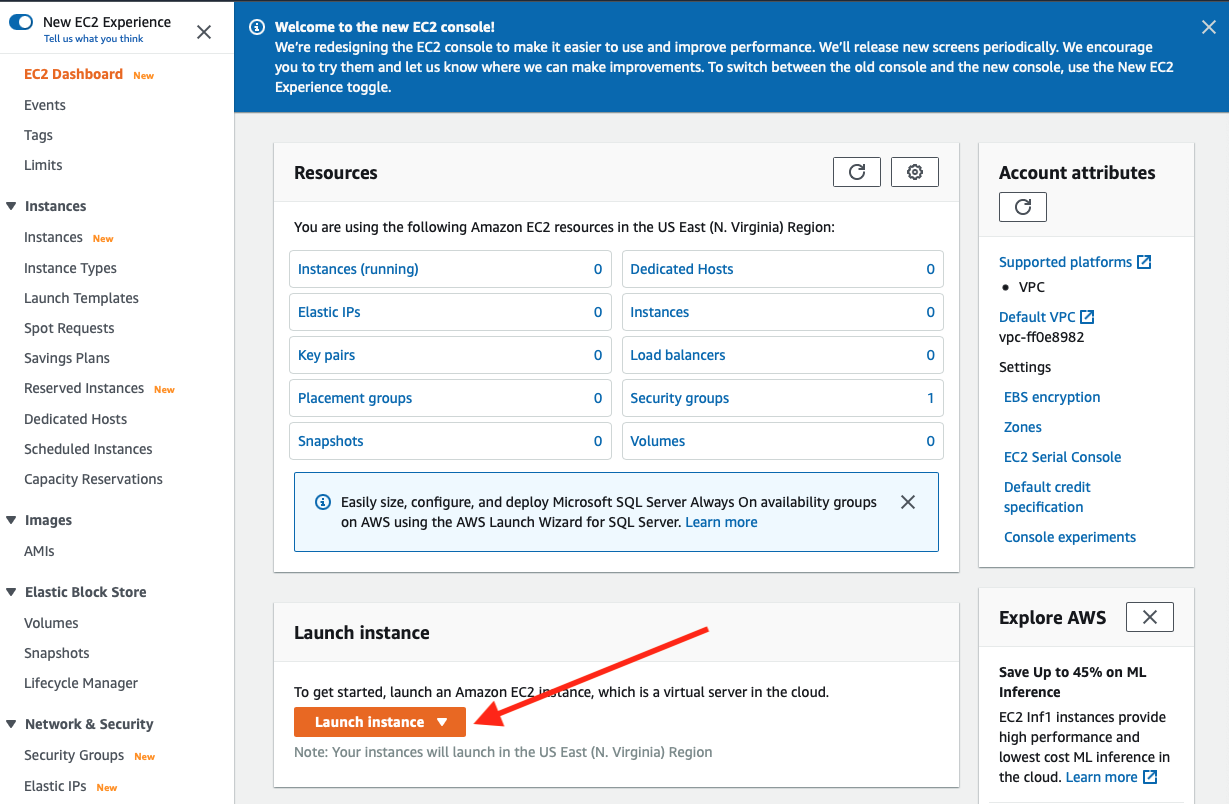 New EC2 Experience
Tell us what you think
EC2 Dashboard New
Events
Tags
Limits
Instances
Instances New
Instance Types
Launch Templates
Spot Requests
Savings Plans
Reserved Instances New
Dedicated Hosts
Scheduled Instances
Capacity Reservations
Images
AMIs
Elastic Block Store
Volumes
Snapshots
Lifecycle Manager
Network & Security
Security Groups New
Elastic IPs New
Welcome to the new EC2 console!
We’re redesigning the EC2 console to make it easier to use and improve performance. We’ll release new screens periodically. We encourage
you to try them and let us know where we can make improvements. To switch between the old console and the new console, use the New EC2
Experience toggle.
Resources
You are using the following Amazon EC2 resources in the US East (N. Virginia) Region:
Instances (running) 0
Dedicated Hosts 0
Elastic IPs 0
Instances 0
Key pairs 0
Load balancers 0
Placement groups 0
Security groups 1
Snapshots 0
Volumes 0
Easily size, configure, and deploy Microsoft SQL Server Always On availability groups
on AWS using the AWS Launch Wizard for SQL Server. Learn more
Launch instance
To get started, launch an Amazon EC2 instance, which is a virtual server in the cloud.
Launch instance
Note: Your instances will launch in the US East (N. Virginia) Region
Account attributes
Supported platforms
VPC
Default VPC
vpc-ff0e8982
Settings
EBS encryption
Zones
EC2 Serial Console
Default credit
specification
Console experiments
Explore AWS
Save Up to 45% on ML
Inference
EC2 Inf1 instances provide
high performance and
lowest cost ML inference in
the cloud. Learn more